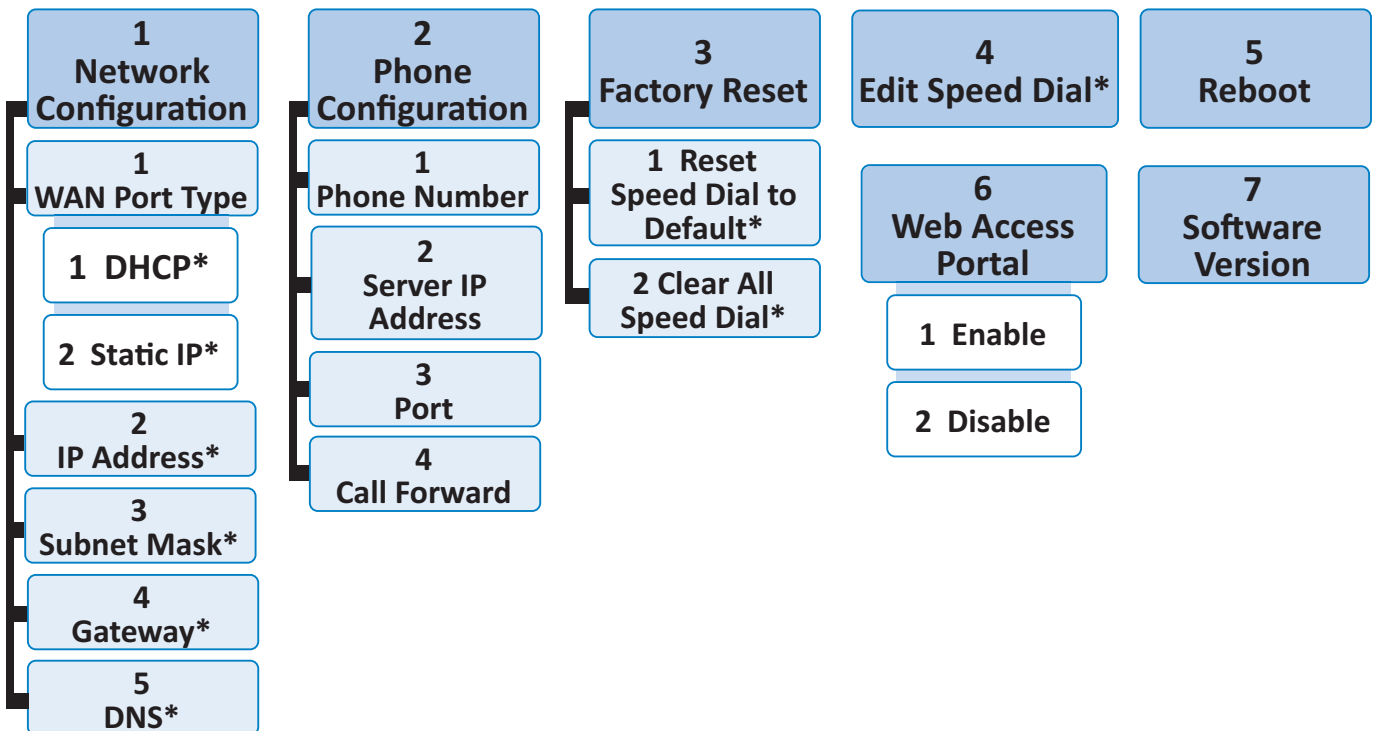 1
Network
Configuration
1
WAN Port Type
1 DHCP*
2 Static IP*
2
IP Address*
3
Subnet Mask*
4
Gateway*
5
DNS*
2
Phone
Configuration
1
Phone Number
2
Server IP
Address
3
Port
4
Call Forward
3
Factory Reset
1 Reset
Speed Dial to
Default*
2 Clear All
Speed Dial*
4
Edit Speed Dial*
5
Reboot
6
Web Access
Portal
1 Enable
2 Disable
7
Software
Version